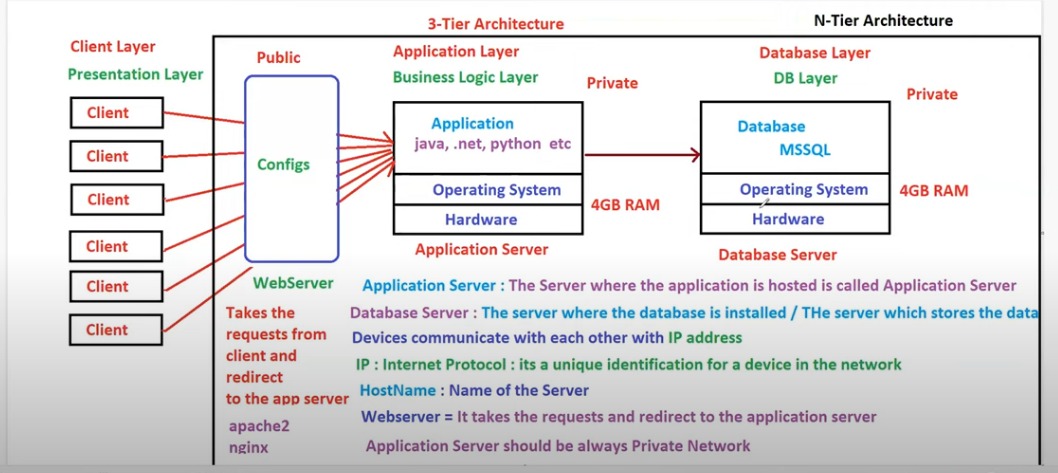 3-Tier Architecture
N-Tier Architecture
Client Layer
Presentation Layer
Client
Client
Client
Client
Client
Client
Public
Configs
WebServer
Takes the
requests from
client and
redirect
to the app server
apache2
nginx
Application Layer
Business Logic Layer
Private
Application
java, .net, python etc
Operating System
Hardware
4GB RAM
Application Server
Database Layer
DB Layer
Private
Database
MSSQL
Operating System
Hardware
4GB RAM
Database Server
Application Server : The Server where the application is hosted is called Application Server
Database Server : The server where the database is installed / THe server which stores the data
Devices communicate with each other with IP address
IP : Internet Protocol : its a unique identification for a device in the network
HostName : Name of the Server
Webserver = It takes the requests and redirect to the application server
Application Server should be always Private Network